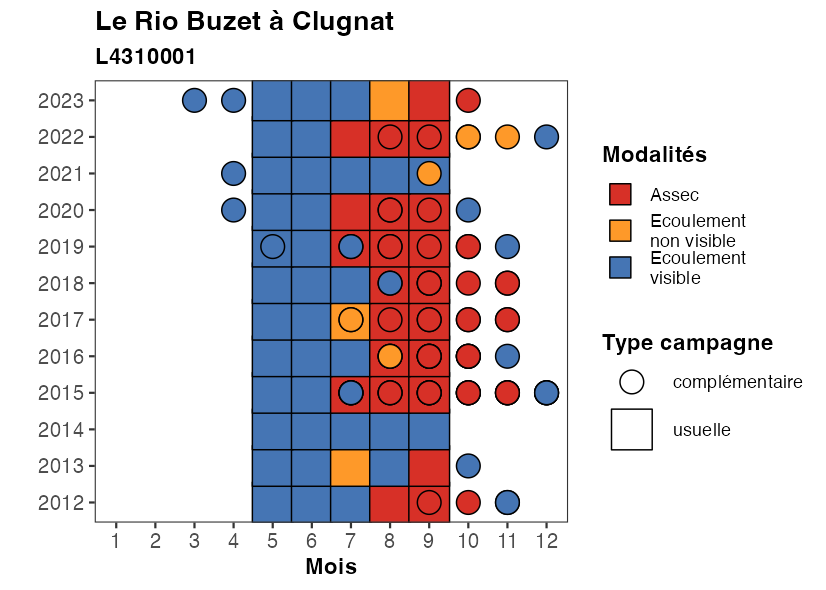 Le Rio Buzet à Clugnat
L4310001
2023
2022
2021
2020
2019
2018
2017
2016
2015
2014
2013
2012
1 2 3 4 5 6 7 8 9 10 11 12
Mois
Modalités
Assec
Ecoulement
non visible
Ecoulement
visible
Type campagne
complémentaire
usuelle